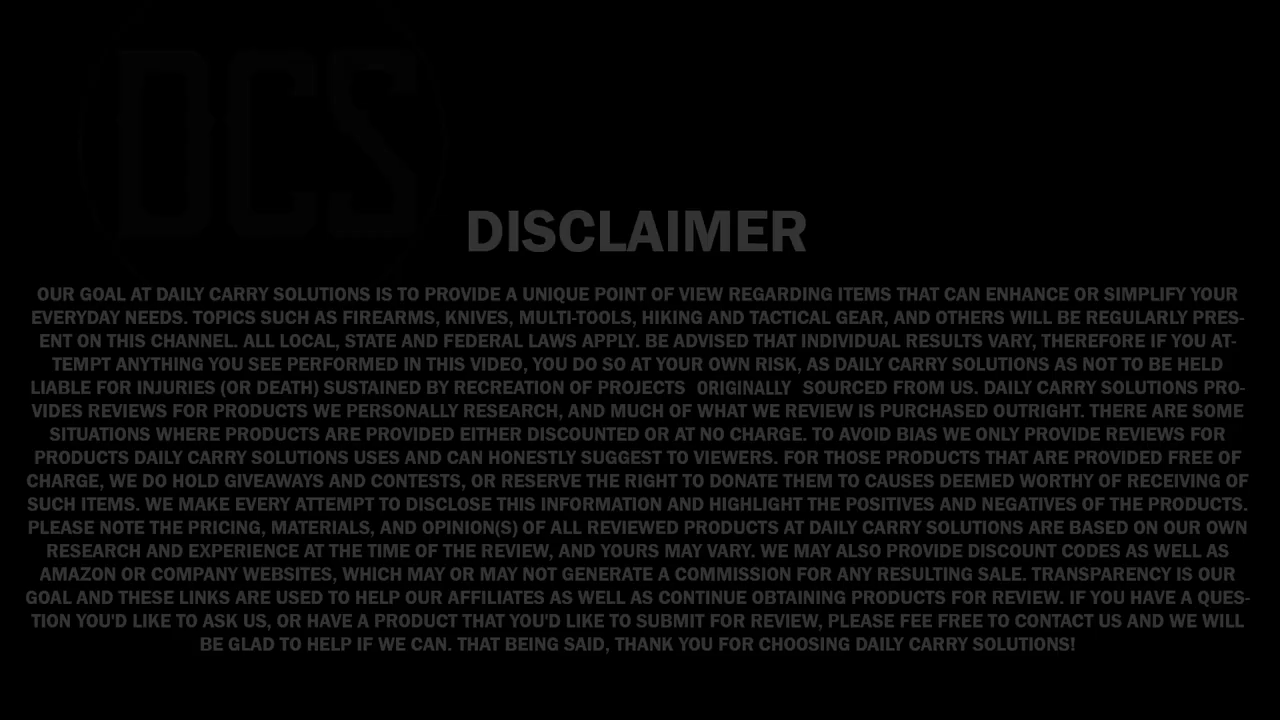 DCS
DISCLAIMER
OUR GOAL AT DAILY CARRY SOLUTIONS IS TO PROVIDE A UNIQUE POINT OF VIEW REGARDING ITEMS THAT CAN ENHANCE OR SIMPLIFY YOUR
EVERYDAY NEEDS. TOPICS SUCH AS FIREARMS, KNIVES, MULTI-TOOLS, HIKING AND TACTICAL GEAR, AND OTHERS WILL BE REGULARLY PRES-
ENT ON THIS CHANNEL. ALL LOCAL, STATE AND FEDERAL LAWS APPLY. BE ADVISED THAT INDIVIDUAL RESULTS VARY, THEREFORE IF YOU AT-
TEMPT ANYTHING YOU SEE PERFORMED IN THIS VIDEO, YOU DO SO AT YOUR OWN RISK, AS DAILY CARRY SOLUTIONS AS NOT TO BE HELD
LIABLE FOR INJURIES (OR DEATH) SUSTAINED BY RECREATION OF PROJECTS ORIGINALLY SOURCED FROM US. DAILY CARRY SOLUTIONS PRO-
VIDES REVIEWS FOR PRODUCTS WE PERSONALLY RESEARCH, AND MUCH OF WHAT WE REVIEW IS PURCHASED OUTRIGHT. THERE ARE SOME
SITUATIONS WHERE PRODUCTS ARE PROVIDED EITHER DISCOUNTED OR AT NO CHARGE. TO AVOID BIAS WE ONLY PROVIDE REVIEWS FOR
PRODUCTS DAILY CARRY SOLUTIONS USES AND CAN HONESTLY SUGGEST TO VIEWERS. FOR THOSE PRODUCTS THAT ARE PROVIDED FREE OF
CHARGE, WE DO HOLD GIVEAWAYS AND CONTESTS, OR RESERVE THE RIGHT TO DONATE THEM TO CAUSES DEEMED WORTHY OF RECEIVING OF
SUCH ITEMS. WE MAKE EVERY ATTEMPT TO DISCLOSE THIS INFORMATION AND HIGHLIGHT THE POSITIVES AND NEGATIVES OF THE PRODUCTS.
PLEASE NOTE THE PRICING, MATERIALS, AND OPINION(S) OF ALL REVIEWED PRODUCTS AT DAILY CARRY SOLUTIONS ARE BASED ON OUR OWN
RESEARCH AND EXPERIENCE AT THE TIME OF THE REVIEW, AND YOURS MAY VARY. WE MAY ALSO PROVIDE DISCOUNT CODES AS WELL AS
AMAZON OR COMPANY WEBSITES, WHICH MAY OR MAY NOT GENERATE A COMMISSION FOR ANY RESULTING SALE. TRANSPARENCY IS OUR
GOAL AND THESE LINKS ARE USED TO HELP OUR AFFILIATES AS WELL AS CONTINUE OBTAINING PRODUCTS FOR REVIEW. IF YOU HAVE A QUES-
TION YOU'D LIKE TO ASK US, OR HAVE A PRODUCT THAT YOU'D LIKE TO SUBMIT FOR REVIEW, PLEASE FEE FREE TO CONTACT US AND WE WILL
BE GLAD TO HELP IF WE CAN. THAT BEING SAID, THANK YOU FOR CHOOSING DAILY CARRY SOLUTIONS!